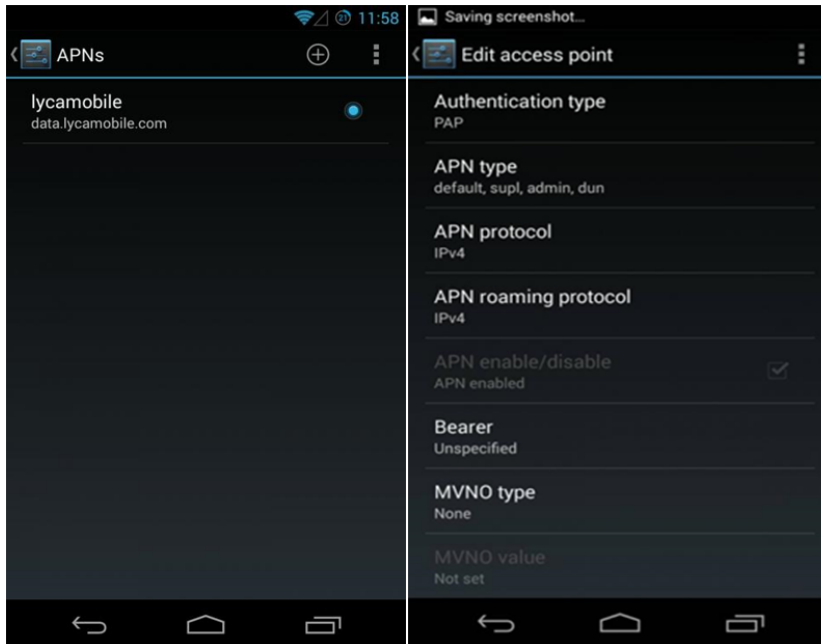 21 11:58
APNs
lycamobile
data.lycamobile.com
Saving screenshot...
Edit access point
Authentication type
PAP
APN type
default, supl, admin, dun
APN protocol
IPv4
APN roaming protocol
IPv4
APN enable/disable
APN enabled
Bearer
Unspecified
MVNO type
None
MVNO value
Not set